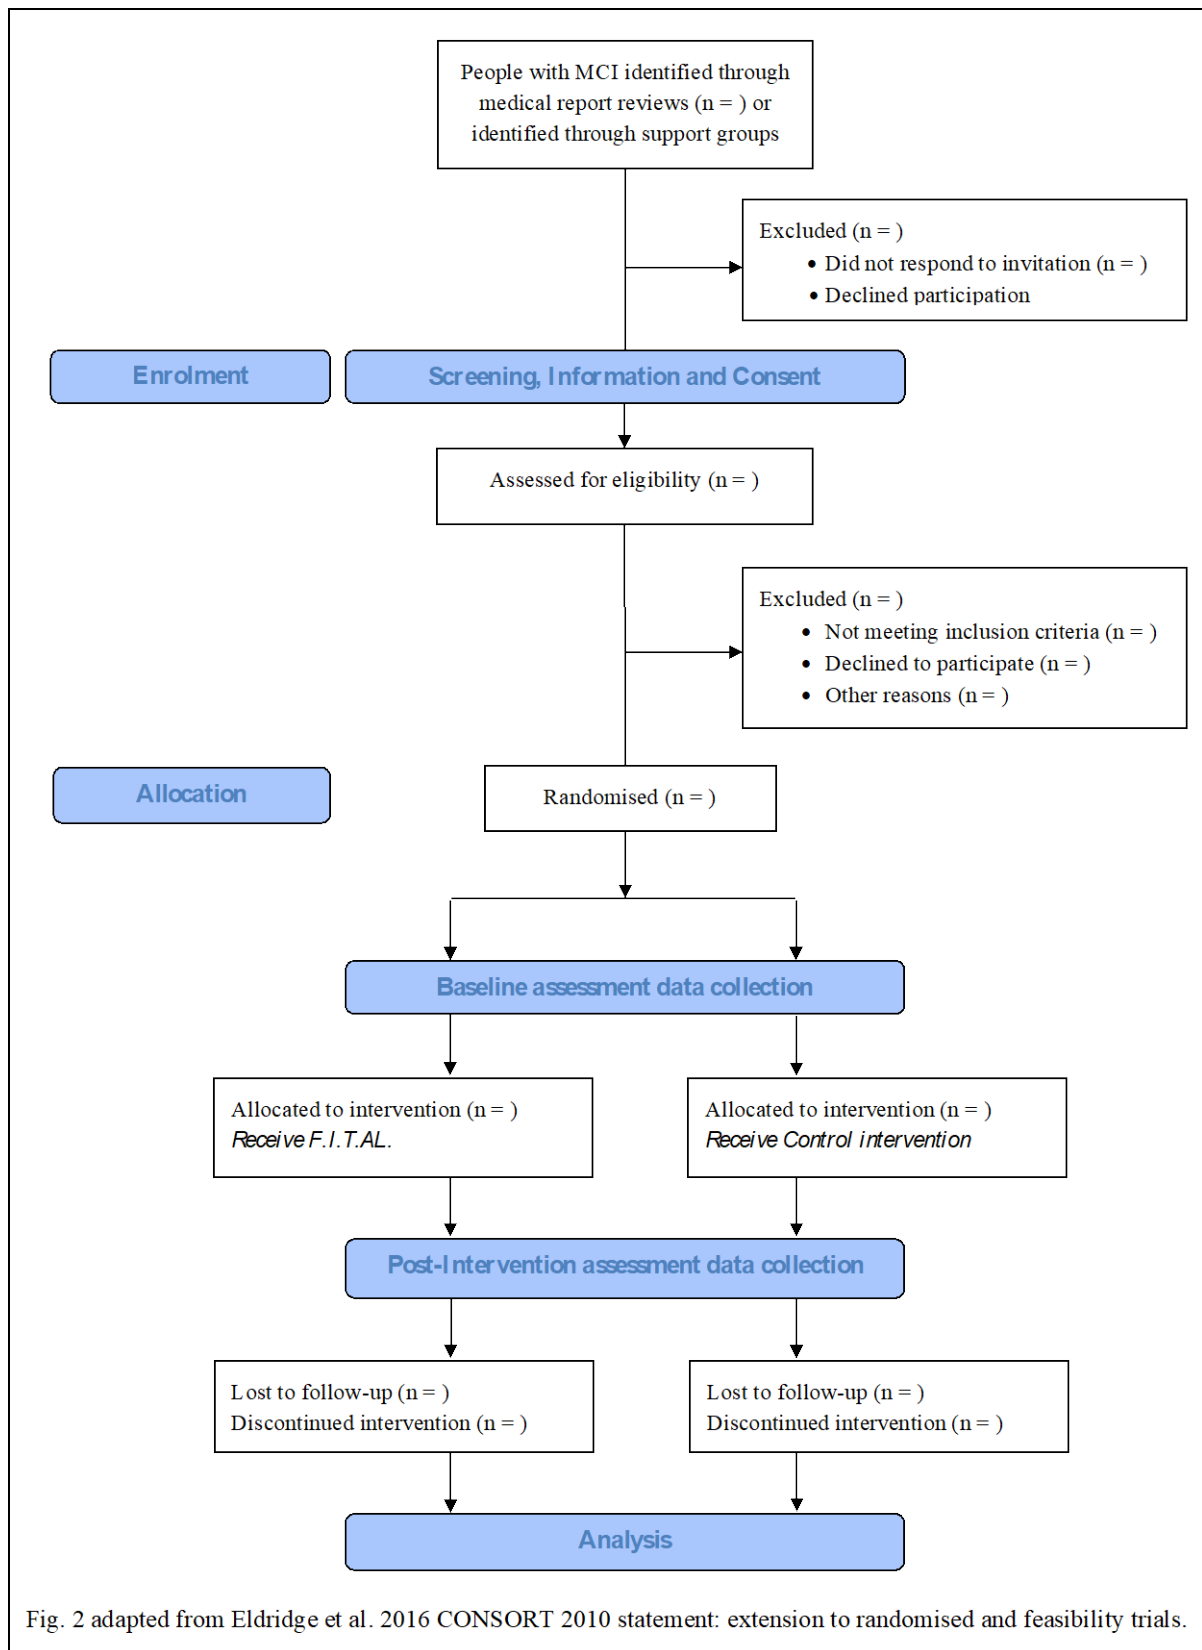 People with MCI identified through
medical report reviews (n = ) or
identified through support groups
Excluded (n = )
• Did not respond to invitation (n = )
• Declined participation
Enrolment
Screening, Information and Consent
Assessed for eligibility (n = )
Excluded (n = )
• Not meeting inclusion criteria (n = )
• Declined to participate (n = )
• Other reasons (n = )
Allocation
Randomised (n = )
Baseline assessment data collection
Allocated to intervention (n = )
Receive F.I.T.AL.
Allocated to intervention (n = )
Receive Control intervention
Post-Intervention assessment data collection
Lost to follow-up (n = )
Discontinued intervention (n = )
Lost to follow-up (n = )
Discontinued intervention (n = )
Analysis
Fig. 2 adapted from Eldridge et al. 2016 CONSORT 2010 statement: extension to randomised and feasibility trials.